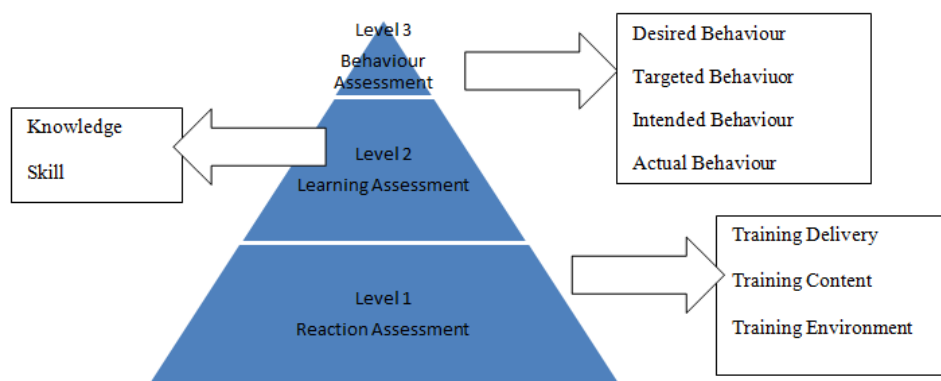 Level 3
Behaviour
Assessment
Desired Behaviour
Targeted Behaviuor
Intended Behaviour
Actual Behaviour
Knowledge
Skill
Level 2
Learning Assessment
Training Delivery
Training Content
Training Environment
Level 1
Reaction Assessment